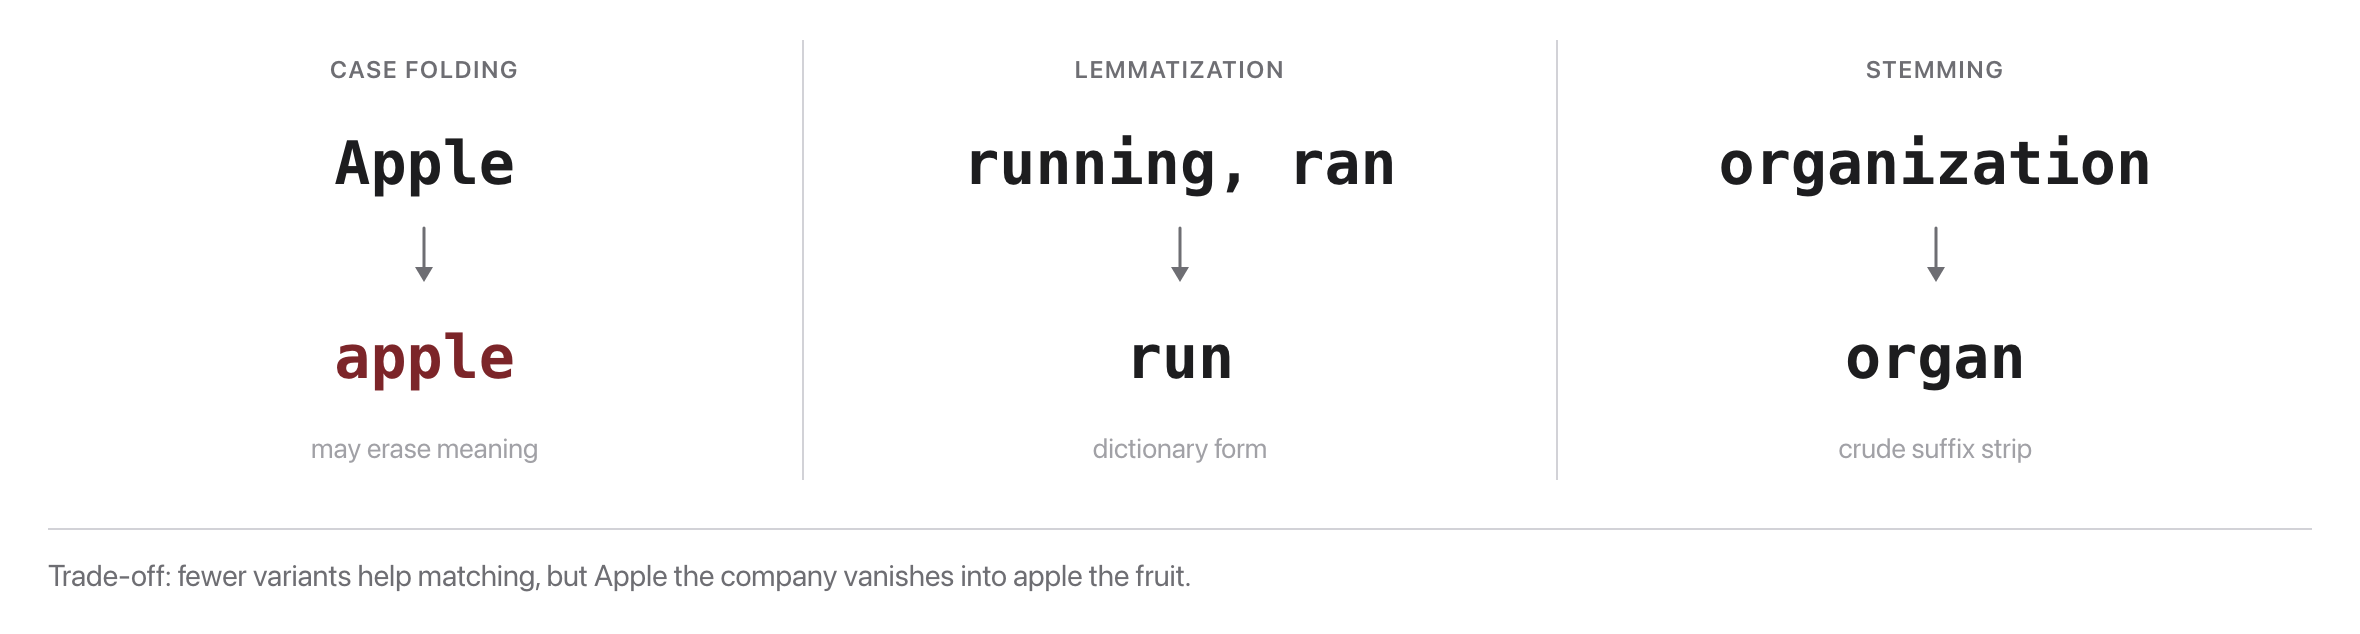 CASE FOLDING
Apple
apple
may erase meaning
LEMMATIZATION
running, ran
run
dictionary form
STEMMING
organization
organ
crude suffix strip
Trade-off: fewer variants help matching, but Apple the company vanishes into apple the fruit.